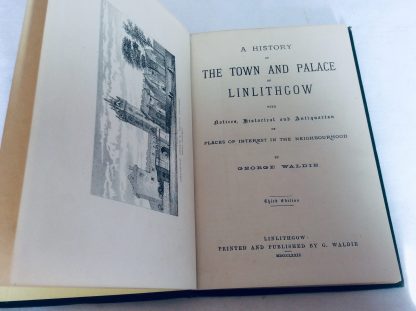 A HISTORY
OF
THE TOWN AND PALACE
OF
LINLITHGOW
WITH
Notices, Historical and Antiquarian
OF
PLACES OF INTEREST IN THE NEIGHBOURHOOD
BY
GEORGE WALDIE
Third Edition
LINLITHGOW
PRINTED AND PUBLISHED BY G. WALDIE
MDCCCLXXIX